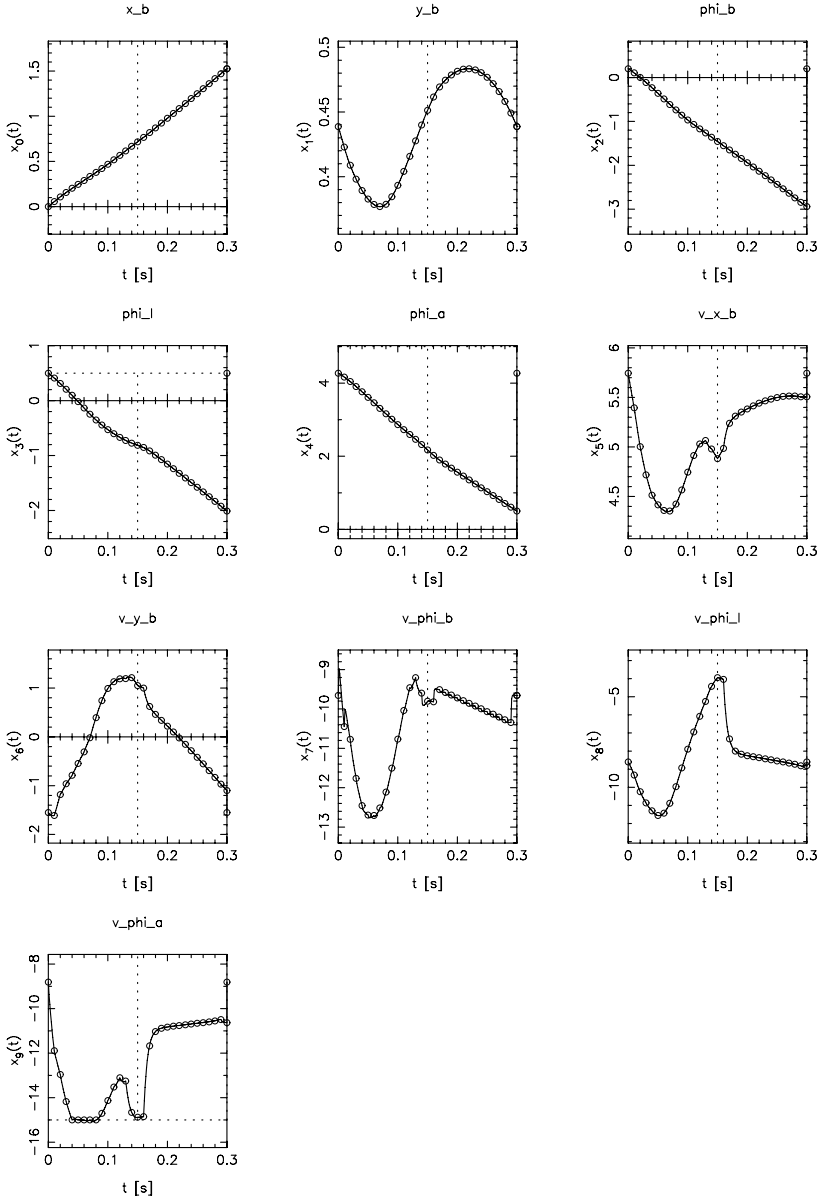 x_b y_b phi_b
x0(t) 0 0.5 1 1.5
0 0.1 0.2 0.3
t [s]
x1(t) 0.4 0.45 0.5
0 0.1 0.2 0.3
t [s]
x2(t) −3 −2 −1 0
0 0.1 0.2 0.3
t [s]
phi_l phi_a v_x_b
x3(t) −2 −1 0 1
0 0.1 0.2 0.3
t [s]
x4(t) 0 2 4
0 0.1 0.2 0.3
t [s]
x5(t) 4.5 5 5.5 6
0 0.1 0.2 0.3
t [s]
v_y_b v_phi_b v_phi_l
x6(t) −2 −1 0 1
0 0.1 0.2 0.3
t [s]
x7(t) −13 −12 −11 −10 −9
0 0.1 0.2 0.3
t [s]
x8(t) −10 −5
0 0.1 0.2 0.3
t [s]
v_phi_a
x9(t) −16 −14 −12 −10 −8
0 0.1 0.2 0.3
t [s]